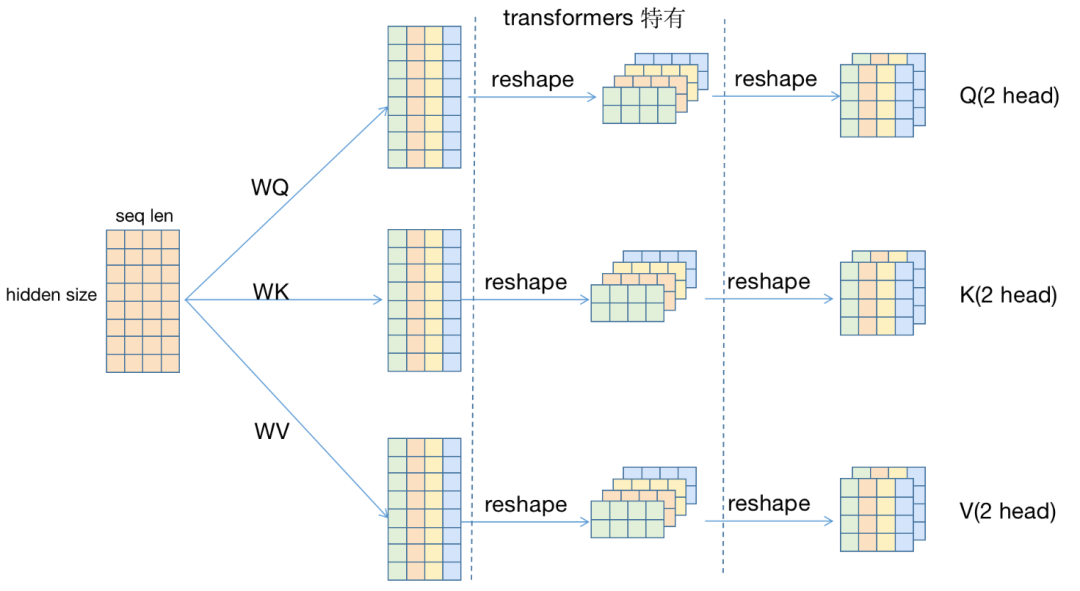 transformers 特有
reshape
reshape
Q(2 head)
WQ
seq len
hidden size
WK
reshape
reshape
K(2 head)
WV
reshape
reshape
V(2 head)